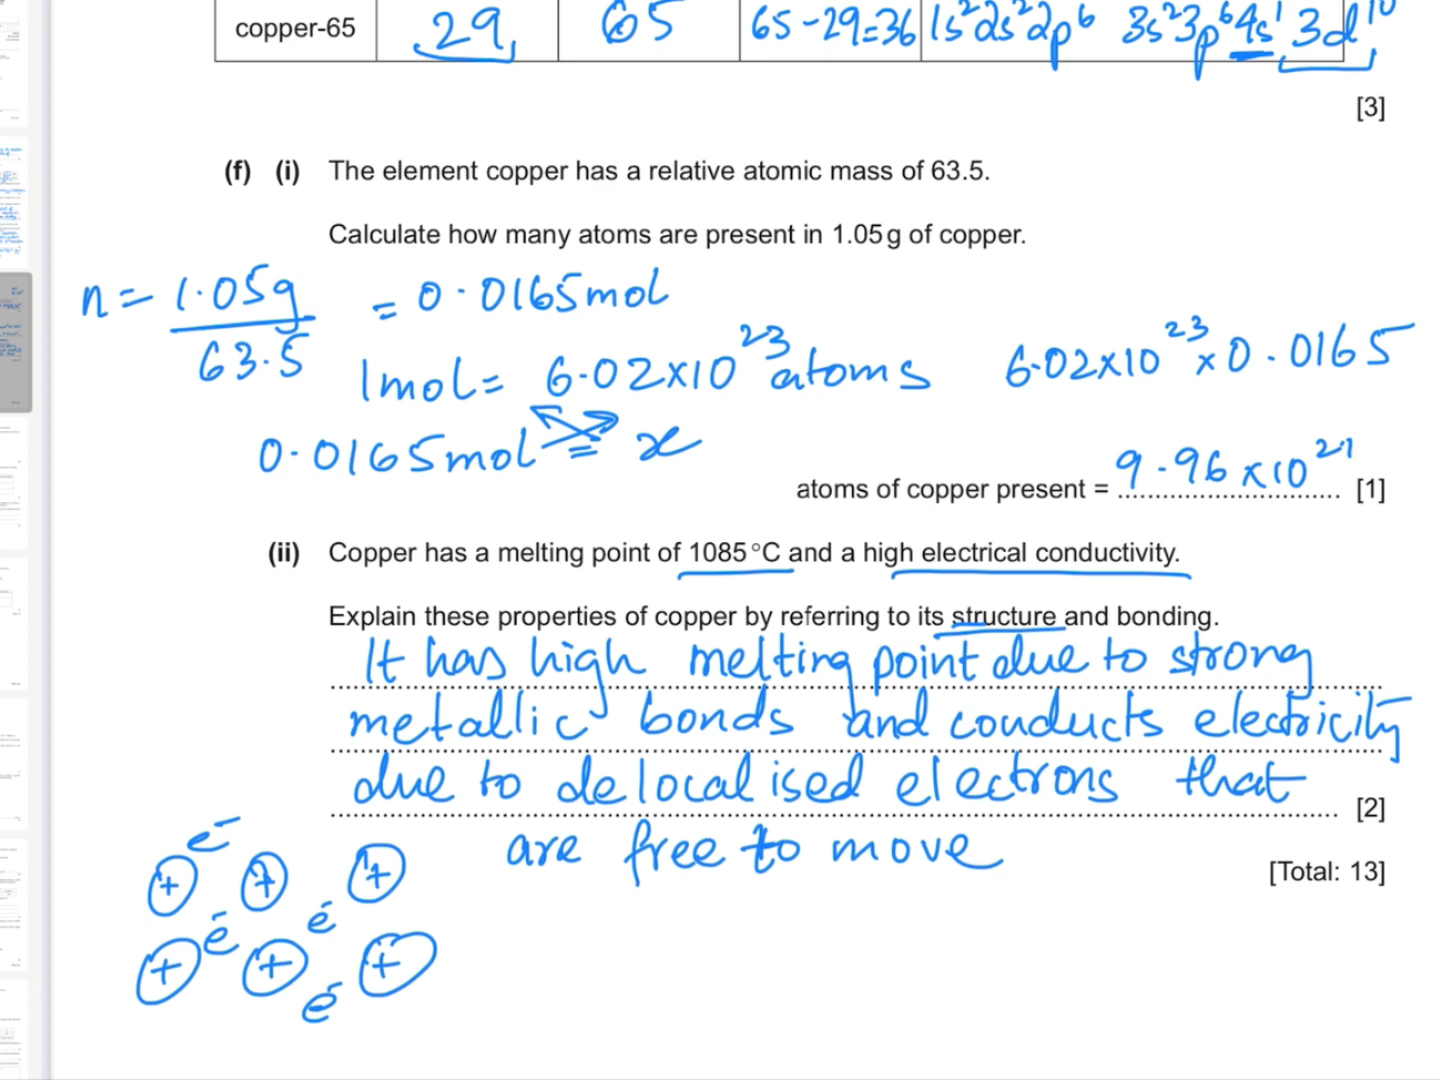 copper-65 29 65 65-29=36 1s²2s²2p⁶ 3s²3p⁶4s¹ 3d¹⁰
[3]
(f) (i) The element copper has a relative atomic mass of 63.5.
Calculate how many atoms are present in 1.05 g of copper.
n = 1.05g / 63.5 = 0.0165mol
1mol = 6.02x10²³ atoms 6.02x10²³ x 0.0165
0.0165mol = x
atoms of copper present = 9.96 x10²¹ [1]
(ii) Copper has a melting point of 1085 °C and a high electrical conductivity.
Explain these properties of copper by referring to its structure and bonding.
It has high melting point due to strong
metallic bonds and conducts electricity
due to delocalised electrons that [2]
are free to move
[Total: 13]
e⁻
+ + +
e⁻ e⁻
+ + +
e⁻